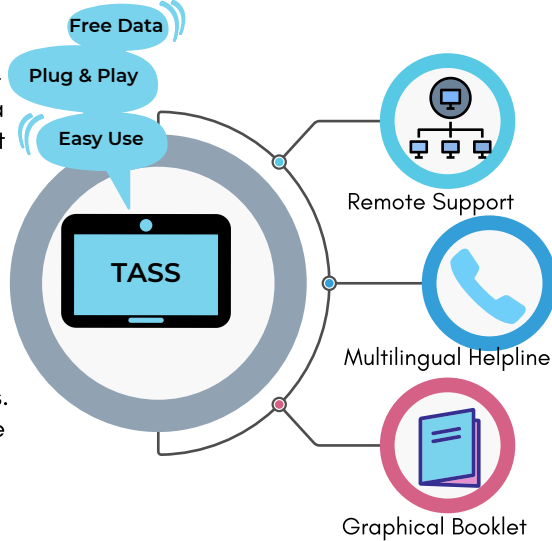 Free Data
Plug & Play
Easy Use
TASS
Remote Support
Multilingual Helpline
Graphical Booklet